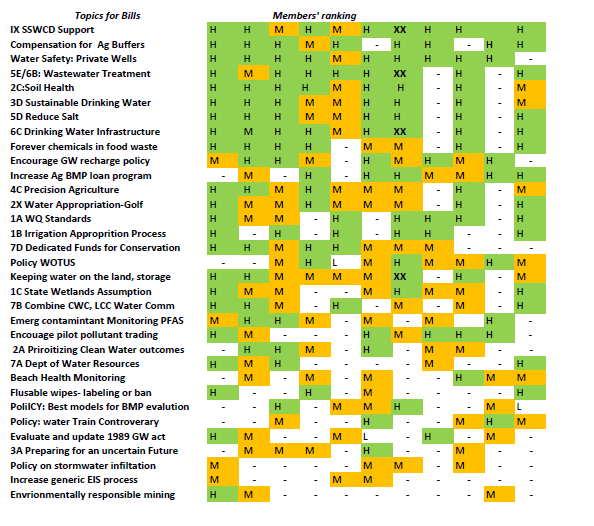 Topics for Bills Members' ranking
IX SSWCD Support H H M H M H XX H H H
Compensation for Ag Buffers H H H M H - H H - H H
Water Safety: Private Wells H H H H M H H H H H -
5E/6B: Wastewater Treatment H M H H H H XX - H - H
2C:Soil Health H H H H M H H - H - M
3D Sustainable Drinking Water H H H M M H H - H - H
5D Reduce Salt H H H M M H H - H - H
6C Drinking Water Infrastructure H M H H M H XX - H - H
Forever chemicals in food waste H H H H - M M - H - H
Encourage GW recharge policy M H H M - H M H M H -
Increase Ag BMP loan program - M - H - H H M M H H
4C Precision Agriculture H H M H M M M - H - M
2X Water Appropriation-Golf H M M H M M M - H - H
1A WQ Standards H M M - H - H H H - H
1B Irrigation Approprition Process H - H - H - H H - - H
7D Dedicated Funds for Conservation H H M H H M M M - - -
Policy WOTUS - - M H L M H M M H M
Keeping water on the land, storage H H M M M M XX - H - M
1C State Wetlands Assumption H M M - - M H M M - H
7B Combine CWC, LCC Water Comm H H M - H - M - M - H
Emerg contamintant Monitoring PFAS M H H M - M - M - H -
Encouage pilot pollutant trading H M - - - H M H H H -
2A Priroitizing Clean Water outcomes - H H M - H - M M - -
7A Dept of Water Resources H M H - - - - M - - H
Beach Health Monitoring - M - M - M - - H M M
Flusable wipes- labeling or ban H - - H - M - - - - H
PolilCY: Best models for BMP evalution - - H - M M H - - M L
Policy: water Train Controverary - - M - - H - - M H M
Evaluate and update 1989 GW act H M - - M L - H - M -
3A Preparing for an uncertain Future - M M M - H - - M - -
Policy on stormwater infiltation M - - - - M M - M - -
Increase generic EIS process M - - - M M - - - - -
Envrionmentally responsible mining H M - - - - - - - M -